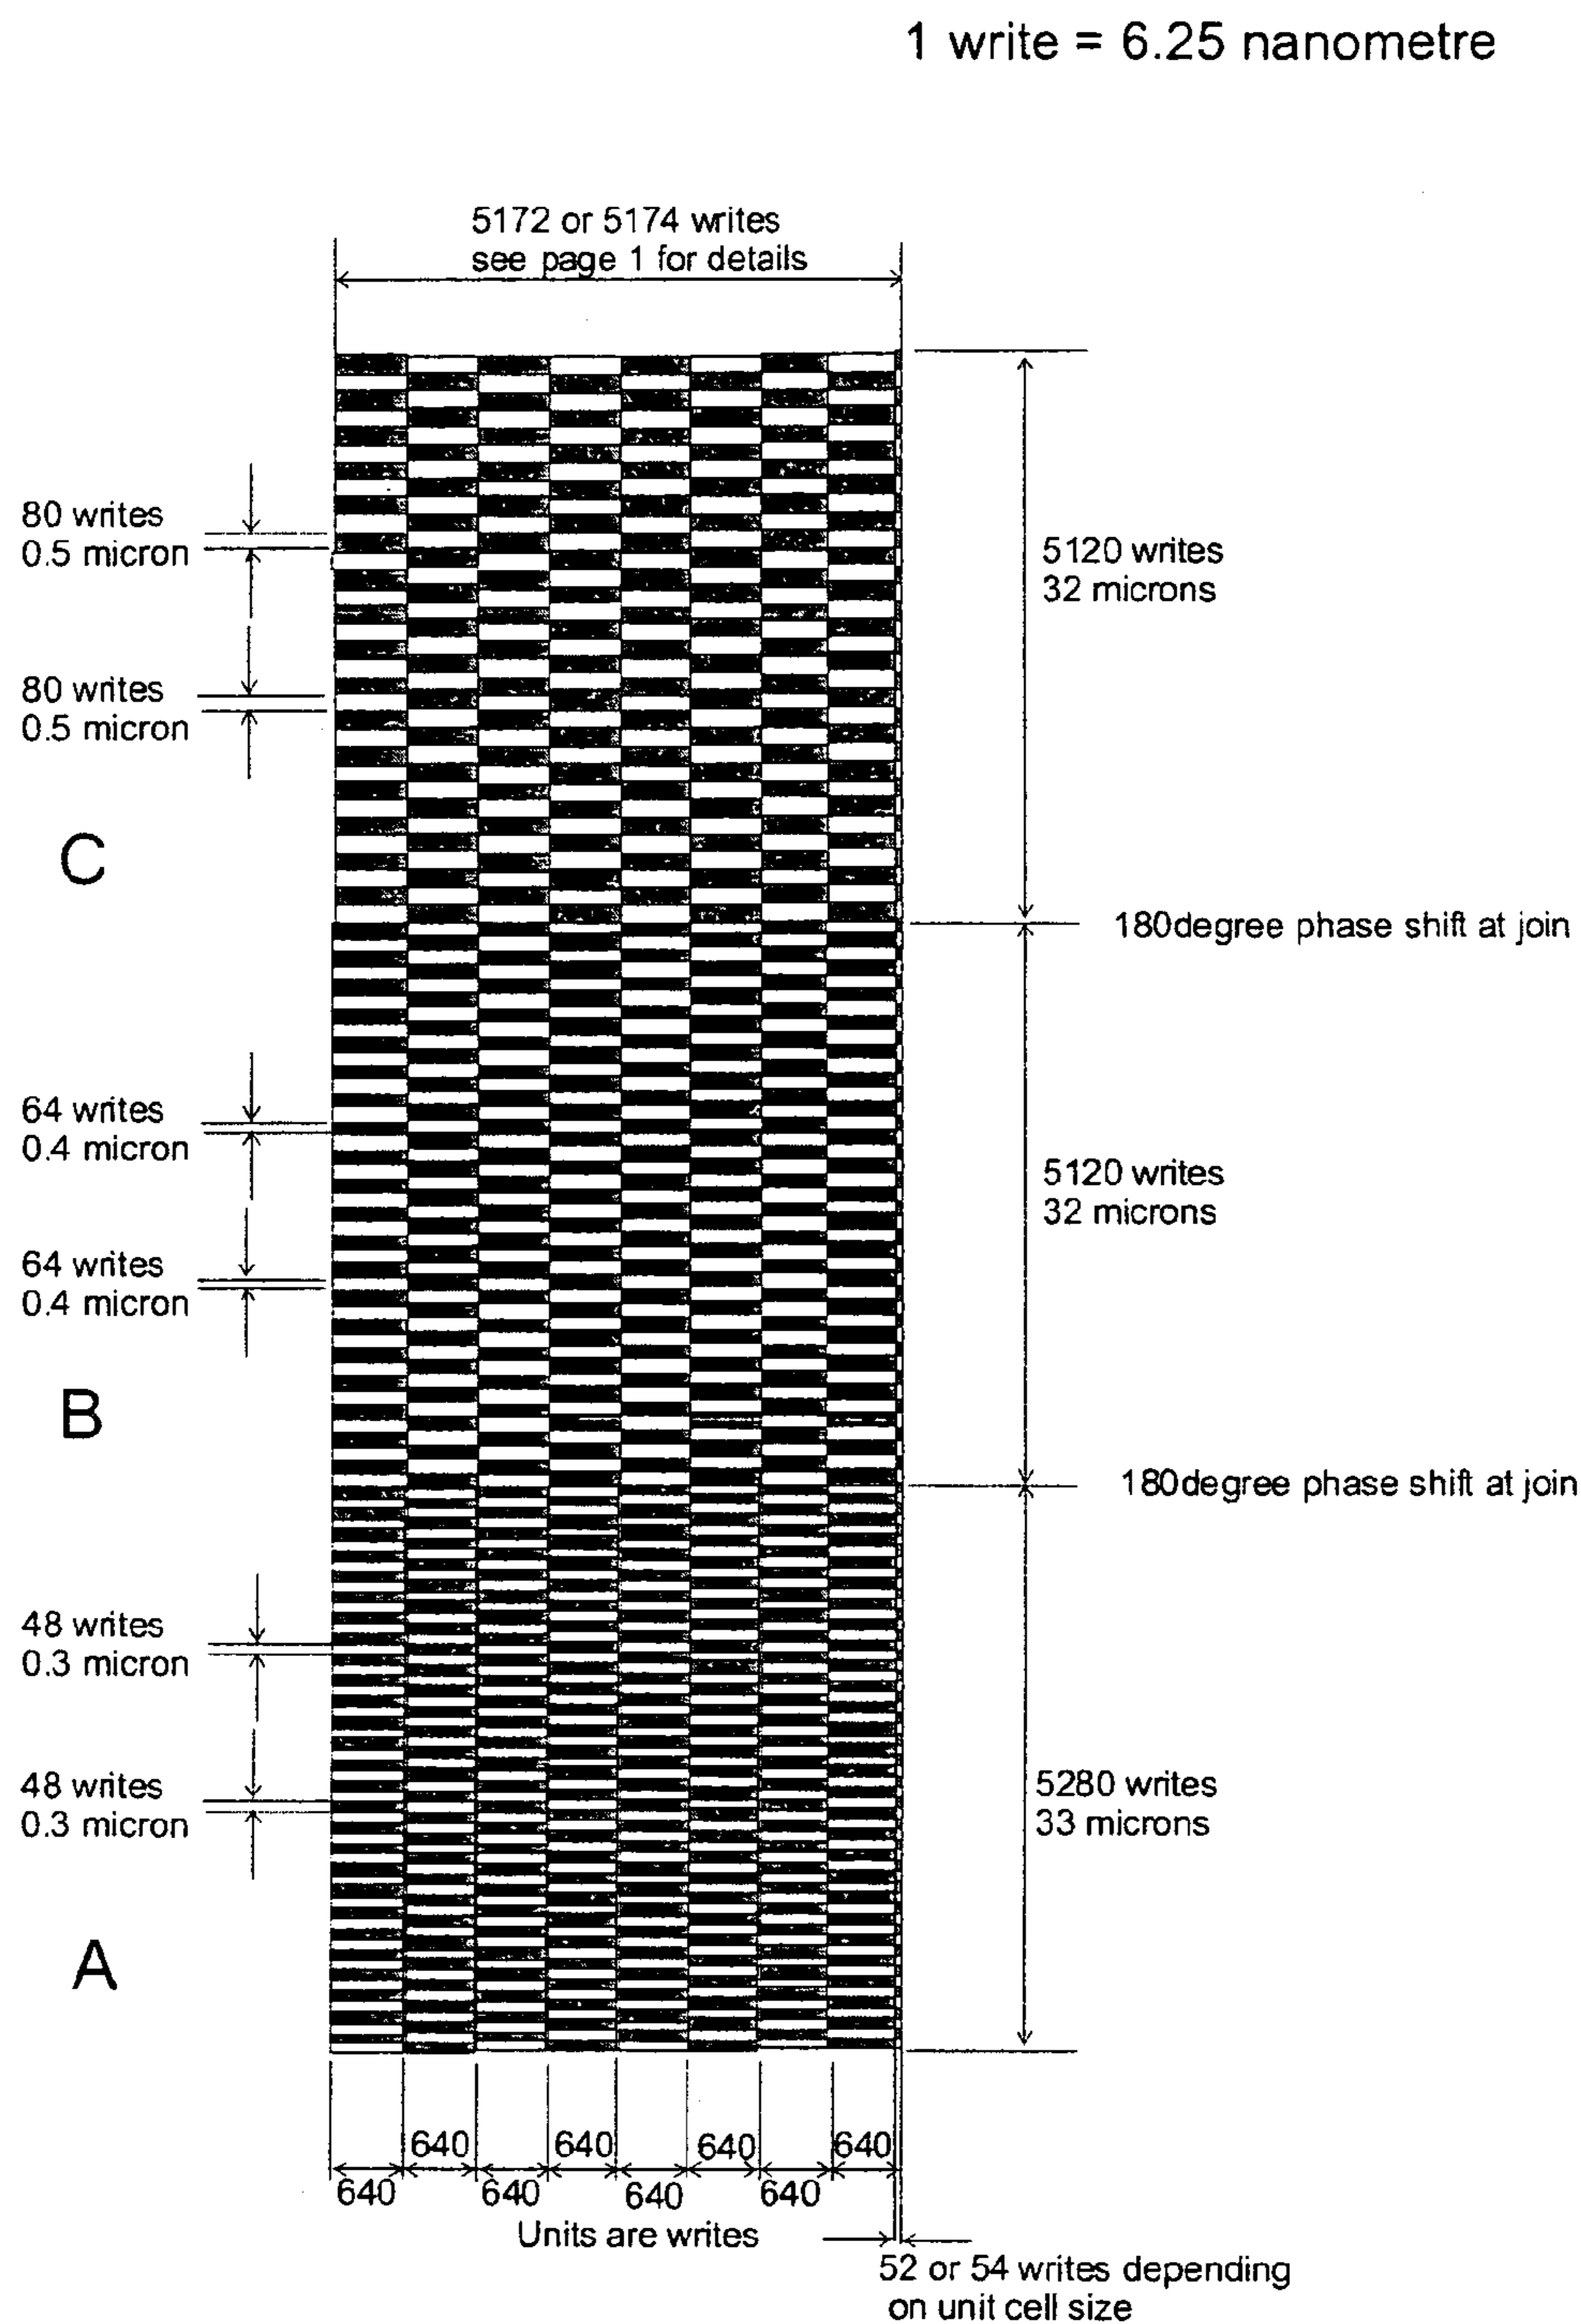 1 write = 6.25 nanometre
5172 or 5174 writes
see page 1 for details
80 writes
0.5 micron
5120 writes
32 microns
80 writes
0.5 micron
C
180degree phase shift at join
64 writes
0.4 micron
5120 writes
32 microns
64 writes
0.4 micron
B
180degree phase shift at join
48 writes
0.3 micron
48 writes
0.3 micron
5280 writes
33 microns
A
640 640 640 640
640 640 640 640
Units are writes
52 or 54 writes depending
on unit cell size